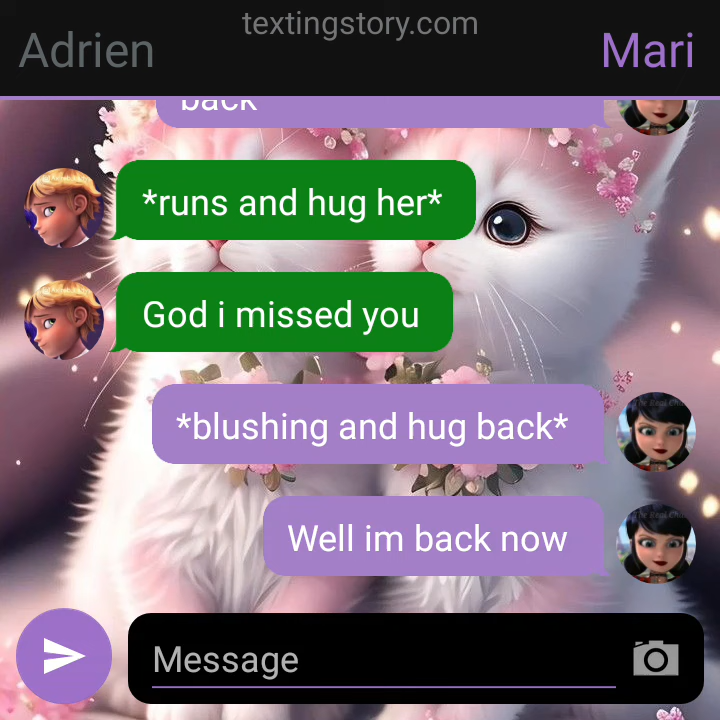 textingstory.com
Adrien
Mari
back
*runs and hug her*
God i missed you
*blushing and hug back*
Well im back now
Message